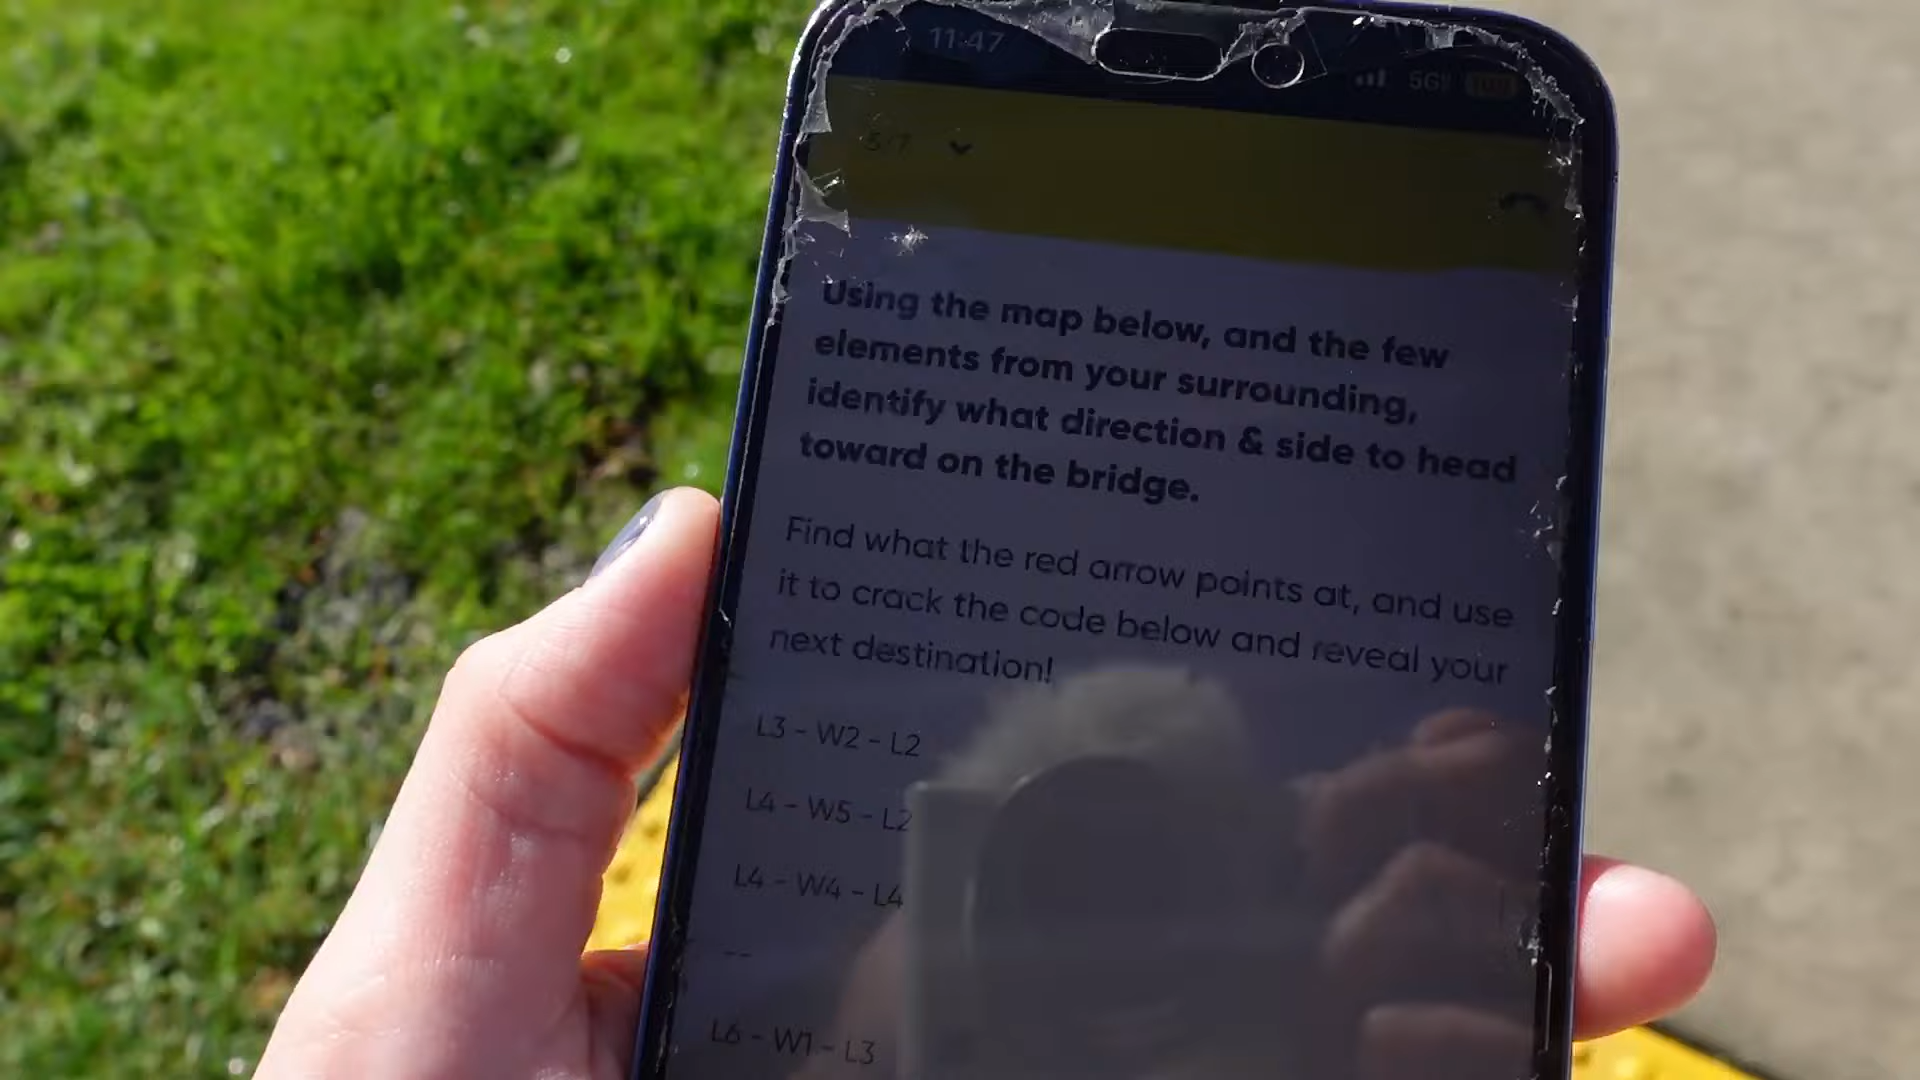 11:47
5G
5/7
Using the map below, and the few
elements from your surrounding,
identify what direction & side to head
toward on the bridge.
Find what the red arrow points at, and use
it to crack the code below and reveal your
next destination!
L3 - W2 - L2
L4 - W5 - L2
L4 - W4 - L4
--
L6 - W1 - L3